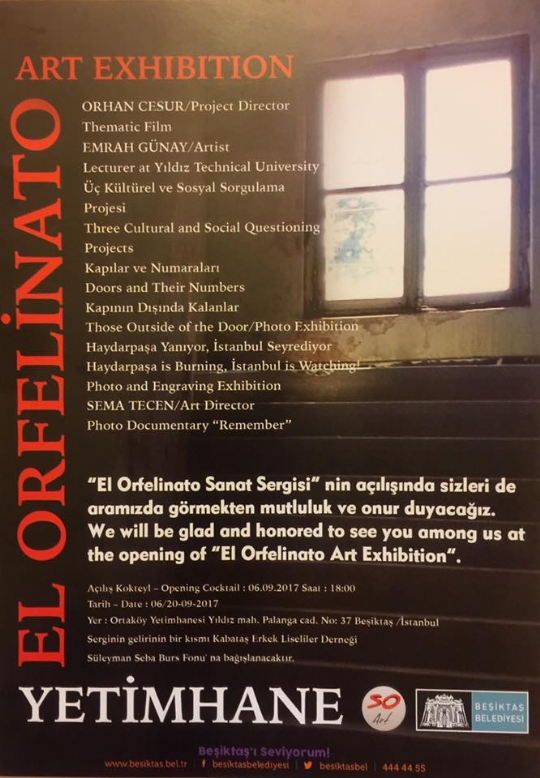 ART EXHIBITION
EL ORFELİNATO
ORHAN CESUR/Project Director
Thematic Film
EMRAH GÜNAY/Artist
Lecturer at Yıldız Technical University
Üç Kültürel ve Sosyal Sorgulama
Projesi
Three Cultural and Social Questioning
Projects
Kapılar ve Numaraları
Doors and Their Numbers
Kapının Dışında Kalanlar
Those Outside of the Door/Photo Exhibition
Haydarpaşa Yanıyor, İstanbul Seyrediyor
Haydarpaşa is Burning, İstanbul is Watching!
Photo and Engraving Exhibition
SEMA TECEN/Art Director
Photo Documentary “Remember”
“El Orfelinato Sanat Sergisi“ nin açılışında sizleri de
aramızda görmekten mutluluk ve onur duyacağız.
We will be glad and honored to see you among us at
the opening of “El Orfelinato Art Exhibition“.
Açılış Kokteyl – Opening Cocktail : 06.09.2017 Saat : 18:00
Tarih – Date : 06/20-09-2017
Yer : Ortaköy Yetimhanesi Yıldız mah. Palanga cad. No: 37 Beşiktaş /İstanbul
Serginin gelirinin bir kısmı Kabataş Erkek Liseliler Derneği
Süleyman Seba Burs Fonu' na bağışlanacaktır.
YETİMHANE
50
Art
BEŞİKTAŞ
BELEDİYESİ
Beşiktaş'ı Seviyorum!
www.besiktas.bel.tr | f besiktasbelediyesi | besiktasbel | 444 44 55